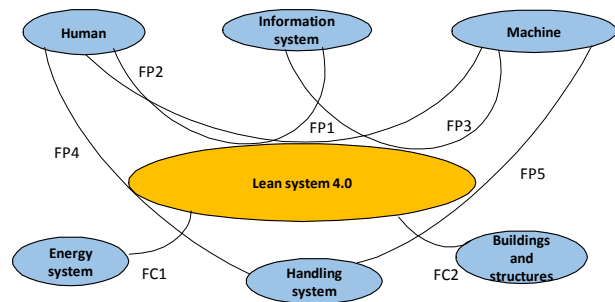 Human
Information
system
Machine
FP2
FP1
FP3
FP4
FP5
Lean system 4.0
Energy
system
FC1
Handling
system
FC2
Buildings
and
structures